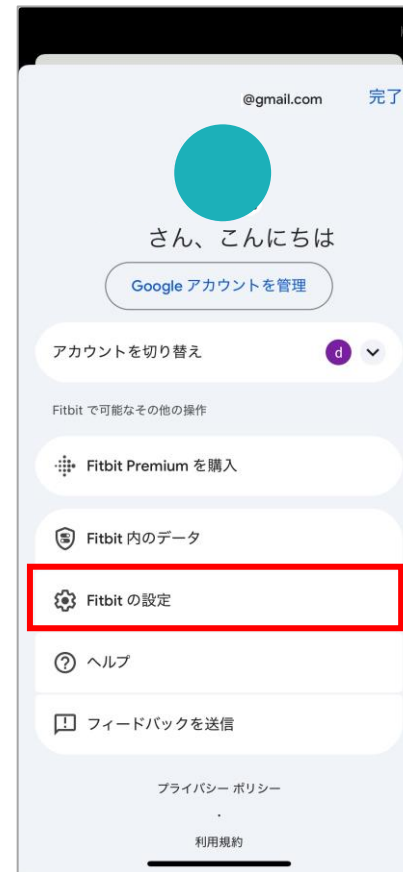 @gmail.com 完了
さん、こんにちは
Google アカウントを管理
アカウントを切り替え d
Fitbit で可能なその他の操作
Fitbit Premium を購入
Fitbit 内のデータ
Fitbit の設定
ヘルプ
フィードバックを送信
プライバシー ポリシー
・
利用規約